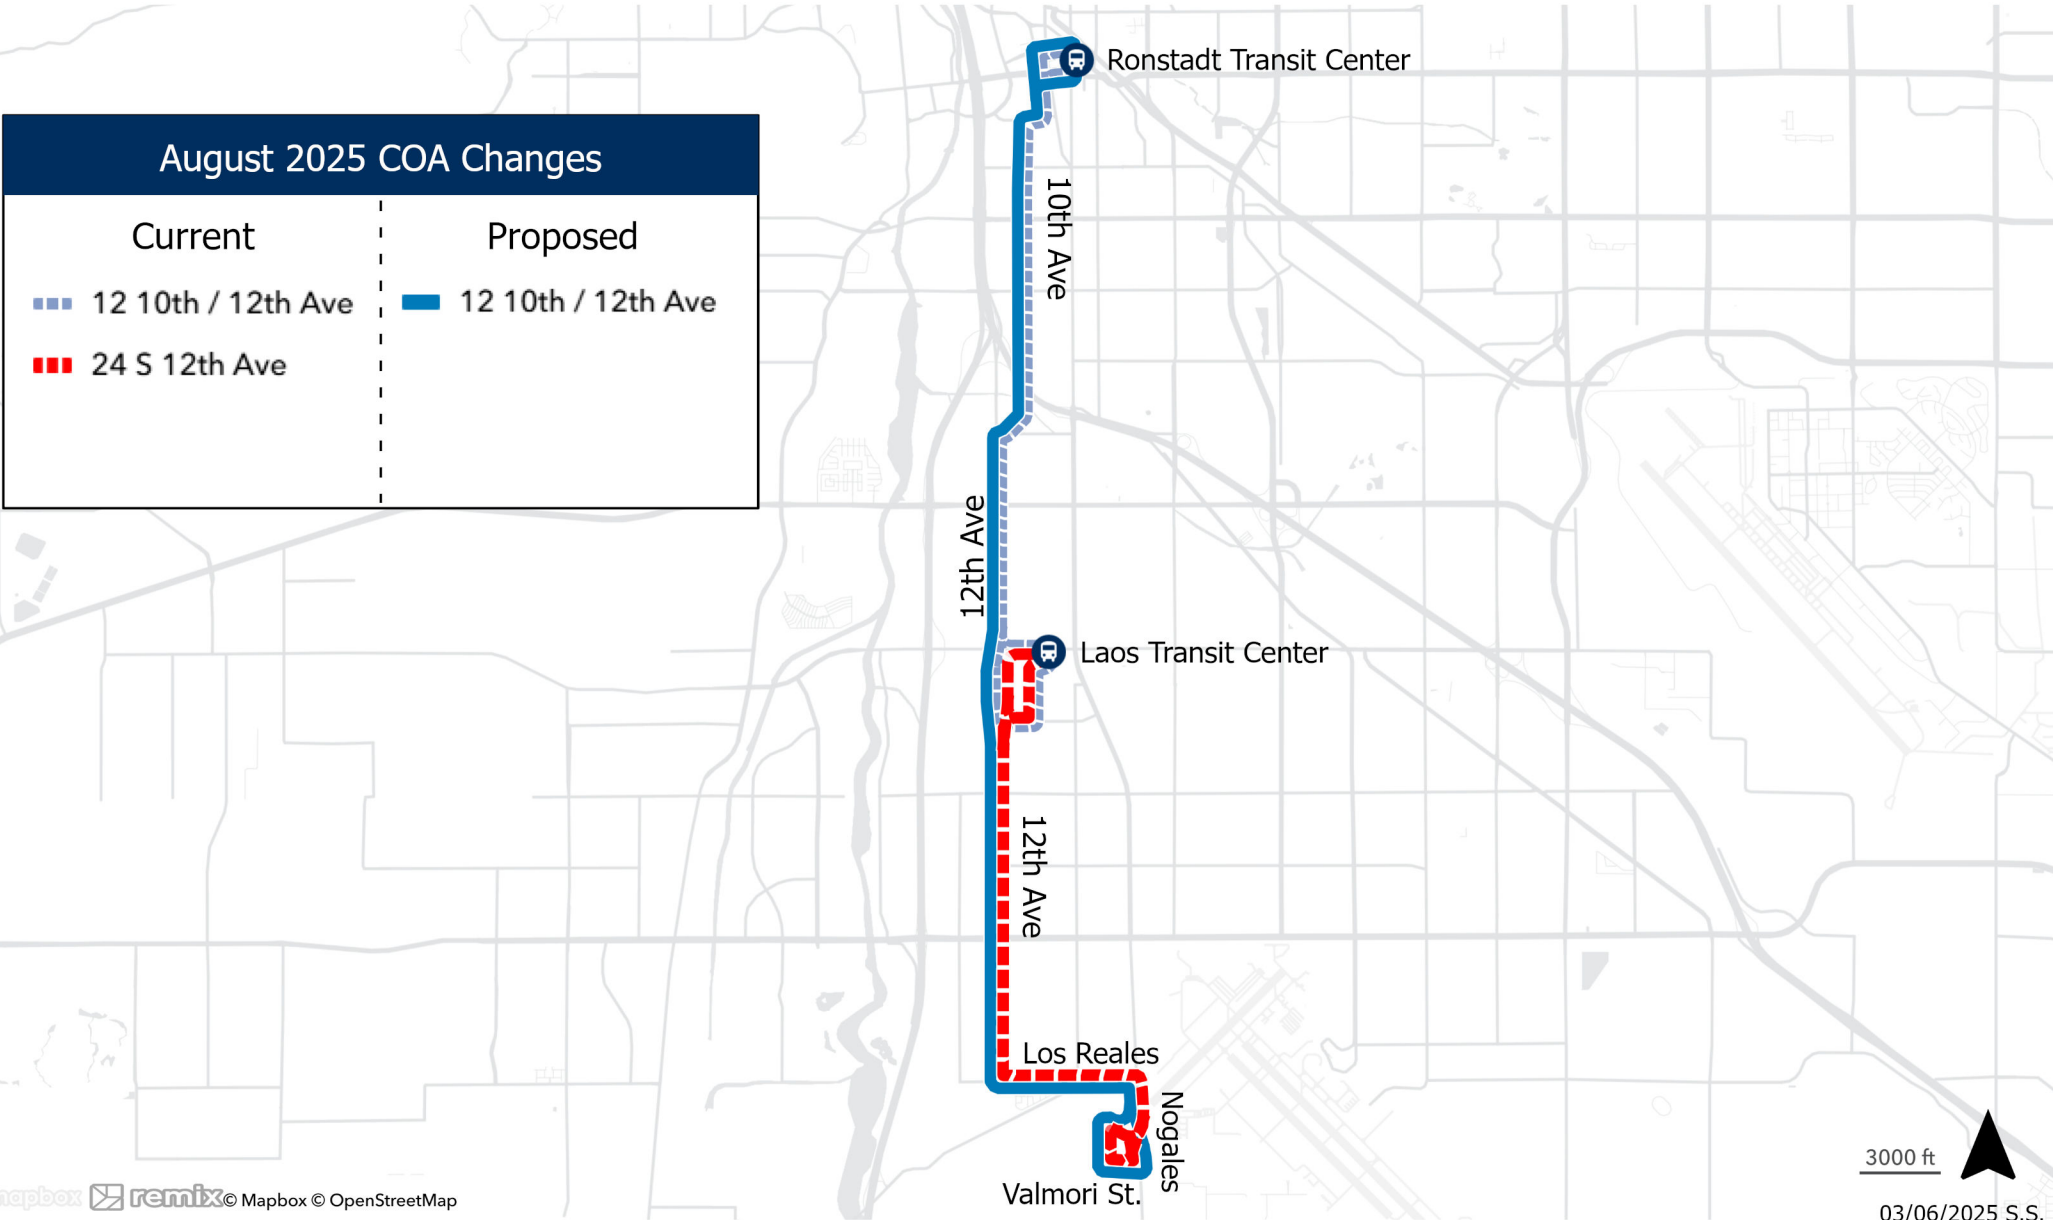 Ronstadt Transit Center
August 2025 COA Changes
Current
Proposed
12 10th / 12th Ave
12 10th / 12th Ave
24 S 12th Ave
10th Ave
12th Ave
Laos Transit Center
12th Ave
Los Reales
Nogales
Valmori St.
3000 ft
mapbox remix © Mapbox © OpenStreetMap
03/06/2025 S.S.